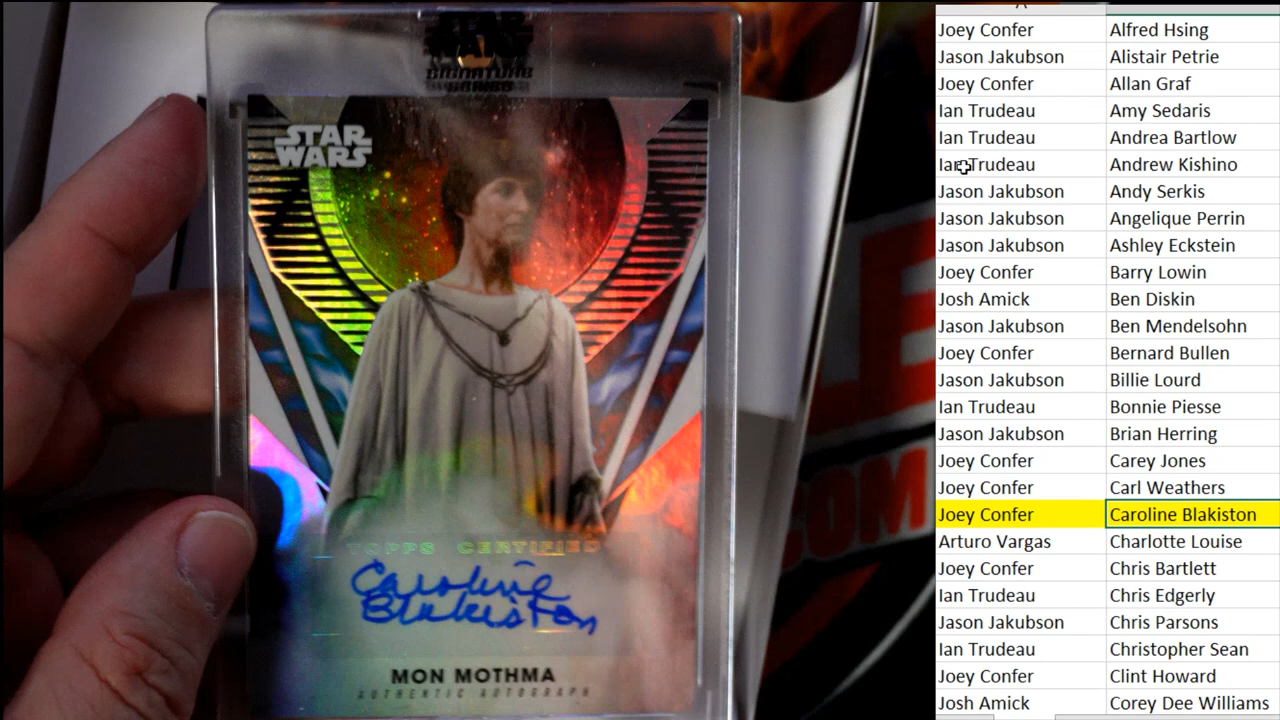 STAR
WARS
SIGNATURE
SERIES
STAR
WARS
TOPPS CERTIFIED
Caroline
Blakiston
MON MOTHMA
AUTHENTIC AUTOGRAPH
LE
COM
A
Joey Confer Alfred Hsing
Jason Jakubson Alistair Petrie
Joey Confer Allan Graf
Ian Trudeau Amy Sedaris
Ian Trudeau Andrea Bartlow
Ian Trudeau Andrew Kishino
Jason Jakubson Andy Serkis
Jason Jakubson Angelique Perrin
Jason Jakubson Ashley Eckstein
Joey Confer Barry Lowin
Josh Amick Ben Diskin
Jason Jakubson Ben Mendelsohn
Joey Confer Bernard Bullen
Jason Jakubson Billie Lourd
Ian Trudeau Bonnie Piesse
Jason Jakubson Brian Herring
Joey Confer Carey Jones
Joey Confer Carl Weathers
Joey Confer Caroline Blakiston
Arturo Vargas Charlotte Louise
Joey Confer Chris Bartlett
Ian Trudeau Chris Edgerly
Jason Jakubson Chris Parsons
Ian Trudeau Christopher Sean
Joey Confer Clint Howard
Josh Amick Corey Dee Williams